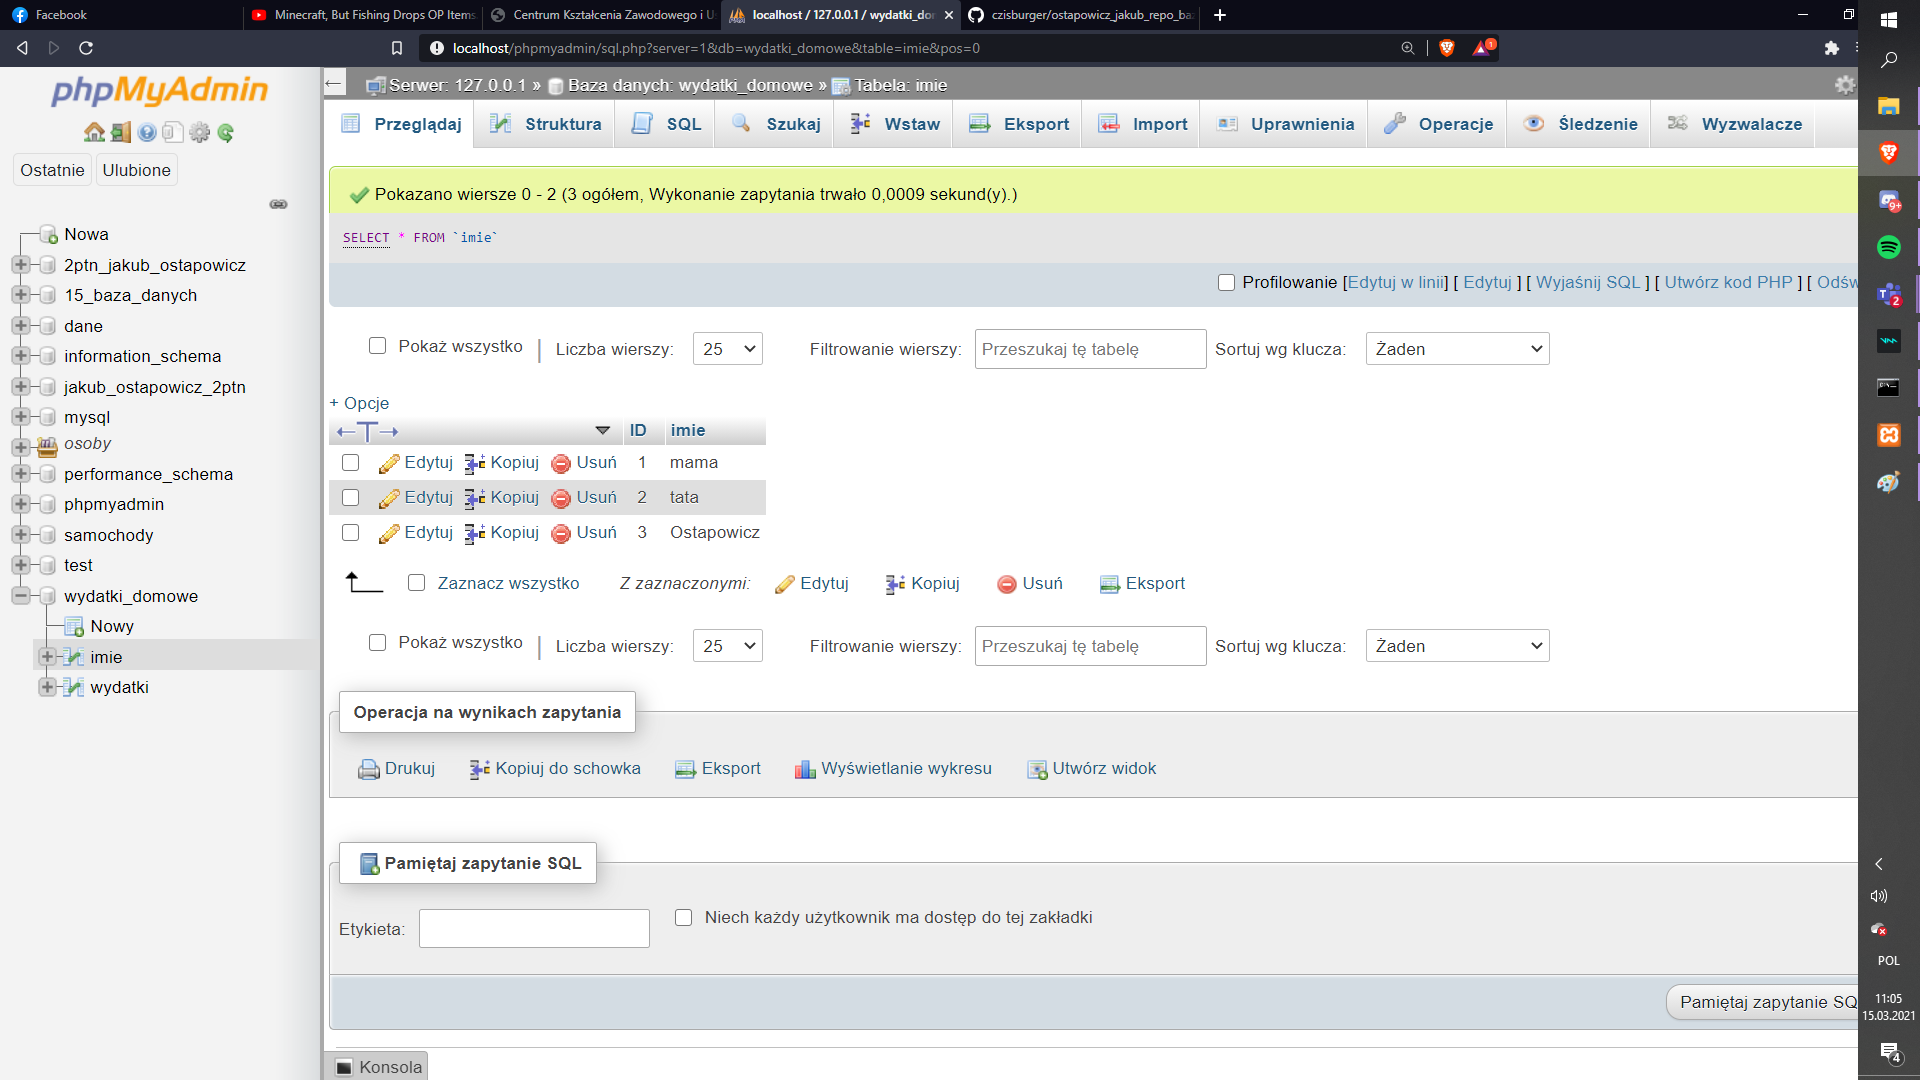 Facebook
Minecraft, But Fishing Drops OP Items
Centrum Kształcenia Zawodowego i U
localhost / 127.0.0.1 / wydatki_do
czisburger/ostapowicz_jakub_repo_ba
localhost/phpmyadmin/sql.php?server=1&db=wydatki_domowe&table=imie&pos=0
1
phpMyAdmin
Ostatnie
Ulubione
Nowa
2ptn_jakub_ostapowicz
15_baza_danych
dane
information_schema
jakub_ostapowicz_2ptn
mysql
osoby
performance_schema
phpmyadmin
samochody
test
wydatki_domowe
Nowy
imie
wydatki
Serwer: 127.0.0.1 » Baza danych: wydatki_domowe » Tabela: imie
Przeglądaj
Struktura
SQL
Szukaj
Wstaw
Eksport
Import
Uprawnienia
Operacje
Śledzenie
Wyzwalacze
Pokazano wiersze 0 - 2 (3 ogółem, Wykonanie zapytania trwało 0,0009 sekund(y).)
SELECT * FROM `imie`
Profilowanie [Edytuj w linii] [ Edytuj ] [ Wyjaśnij SQL ] [ Utwórz kod PHP ] [ Odśw
Pokaż wszystko | Liczba wierszy: 25 Filtrowanie wierszy: Przeszukaj tę tabelę Sortuj wg klucza: Żaden
+ Opcje
←T→ ID imie
Edytuj Kopiuj Usuń 1 mama
Edytuj Kopiuj Usuń 2 tata
Edytuj Kopiuj Usuń 3 Ostapowicz
Zaznacz wszystko Z zaznaczonymi: Edytuj Kopiuj Usuń Eksport
Pokaż wszystko | Liczba wierszy: 25 Filtrowanie wierszy: Przeszukaj tę tabelę Sortuj wg klucza: Żaden
Operacja na wynikach zapytania
Drukuj Kopiuj do schowka Eksport Wyświetlanie wykresu Utwórz widok
Pamiętaj zapytanie SQL
Etykieta: Niech każdy użytkownik ma dostęp do tej zakładki
Pamiętaj zapytanie SQ
Konsola
9+
2
POL
11:05
15.03.2021
4